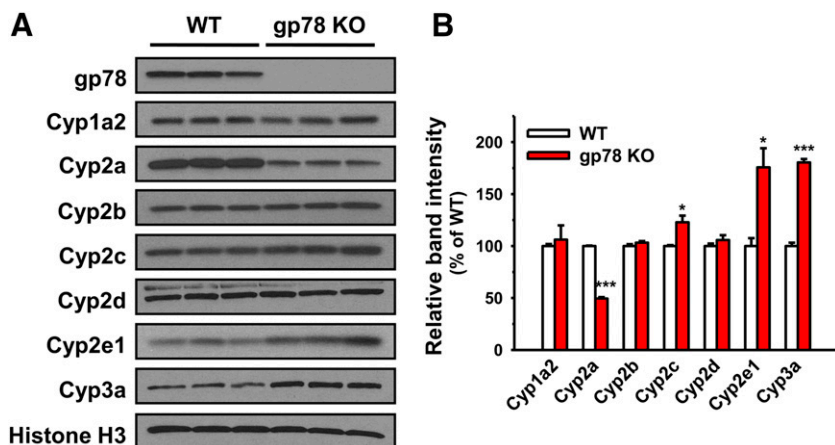 A
WT gp78 KO
gp78
Cyp1a2
Cyp2a
Cyp2b
Cyp2c
Cyp2d
Cyp2e1
Cyp3a
Histone H3
B
Relative band intensity
(% of WT)
200
150
100
50
0
WT
gp78 KO
***
*
*
***
Cyp1a2
Cyp2a
Cyp2b
Cyp2c
Cyp2d
Cyp2e1
Cyp3a